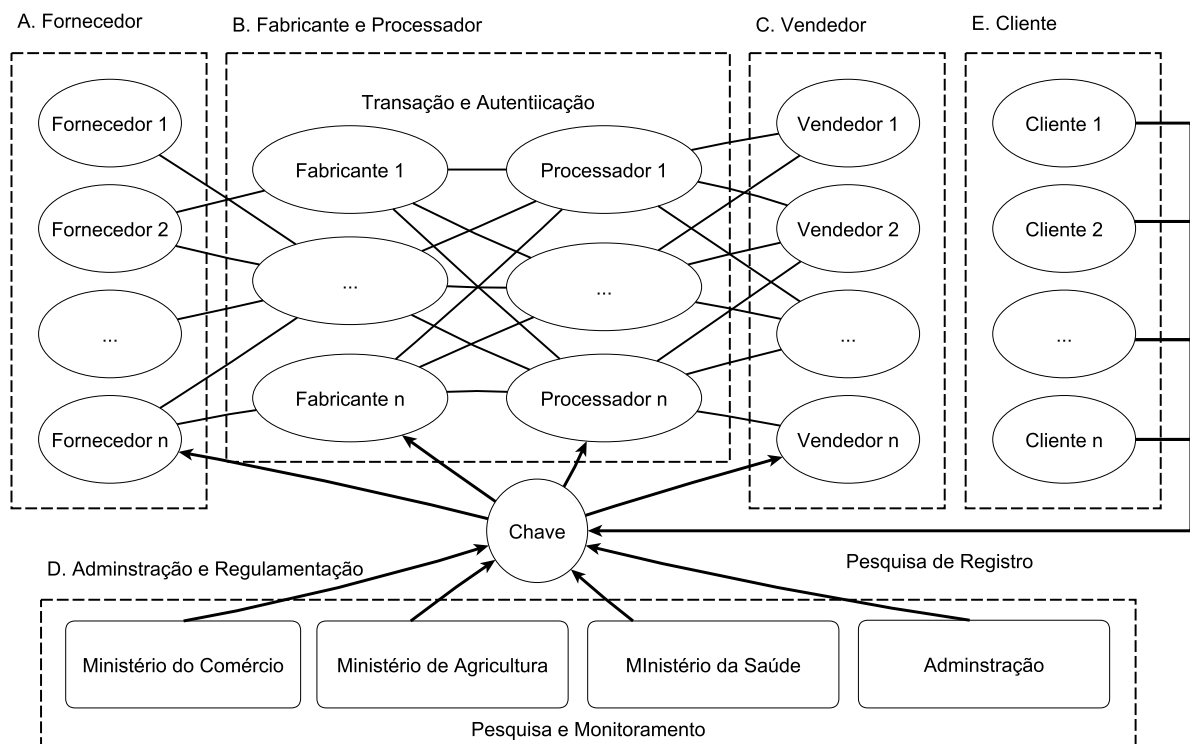 A. Fornecedor
B. Fabricante e Processador
C. Vendedor
E. Cliente
Transação e Autentiicação
Fornecedor 1
Fornecedor 2
...
Fornecedor n
Fabricante 1
...
Fabricante n
Processador 1
...
Processador n
Vendedor 1
Vendedor 2
...
Vendedor n
Cliente 1
Cliente 2
...
Cliente n
Chave
D. Adminstração e Regulamentação
Pesquisa de Registro
Ministério do Comércio
Ministério de Agricultura
MInistério da Saúde
Adminstração
Pesquisa e Monitoramento